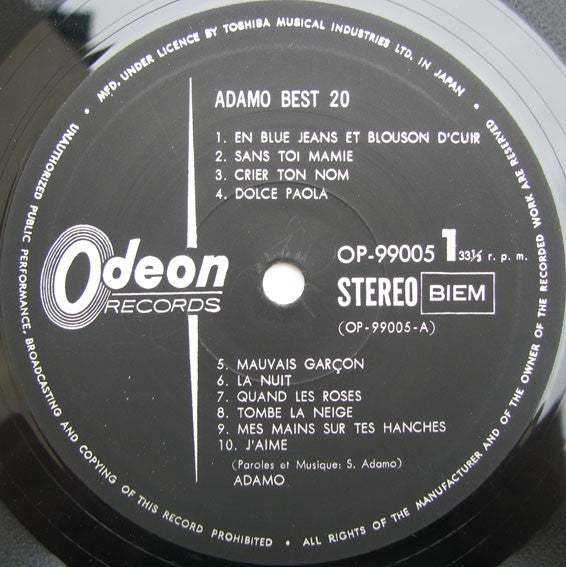 • MFD. UNDER LICENCE BY TOSHIBA MUSICAL INDUSTRIES LTD. IN JAPAN •
ADAMO BEST 20
1. EN BLUE JEANS ET BLOUSON D'CUIR
2. SANS TOI MAMIE
3. CRIER TON NOM
4. DOLCE PAOLA
Odeon
RECORDS
OP-99005 1 33⅓ r. p. m.
STEREO BIEM
(OP-99005-A)
5. MAUVAIS GARÇON
6. LA NUIT
7. QUAND LES ROSES
8. TOMBE LA NEIGE
9. MES MAINS SUR TES HANCHES
10. J'AIME
(Paroles et Musique: S. Adamo)
ADAMO
UNAUTHORIZED PUBLIC PERFORMANCE, BROADCASTING AND COPYING OF THIS RECORD PROHIBITED • ALL RIGHTS OF THE MANUFACTURER AND OF THE OWNER OF THE RECORDED WORK ARE RESERVED